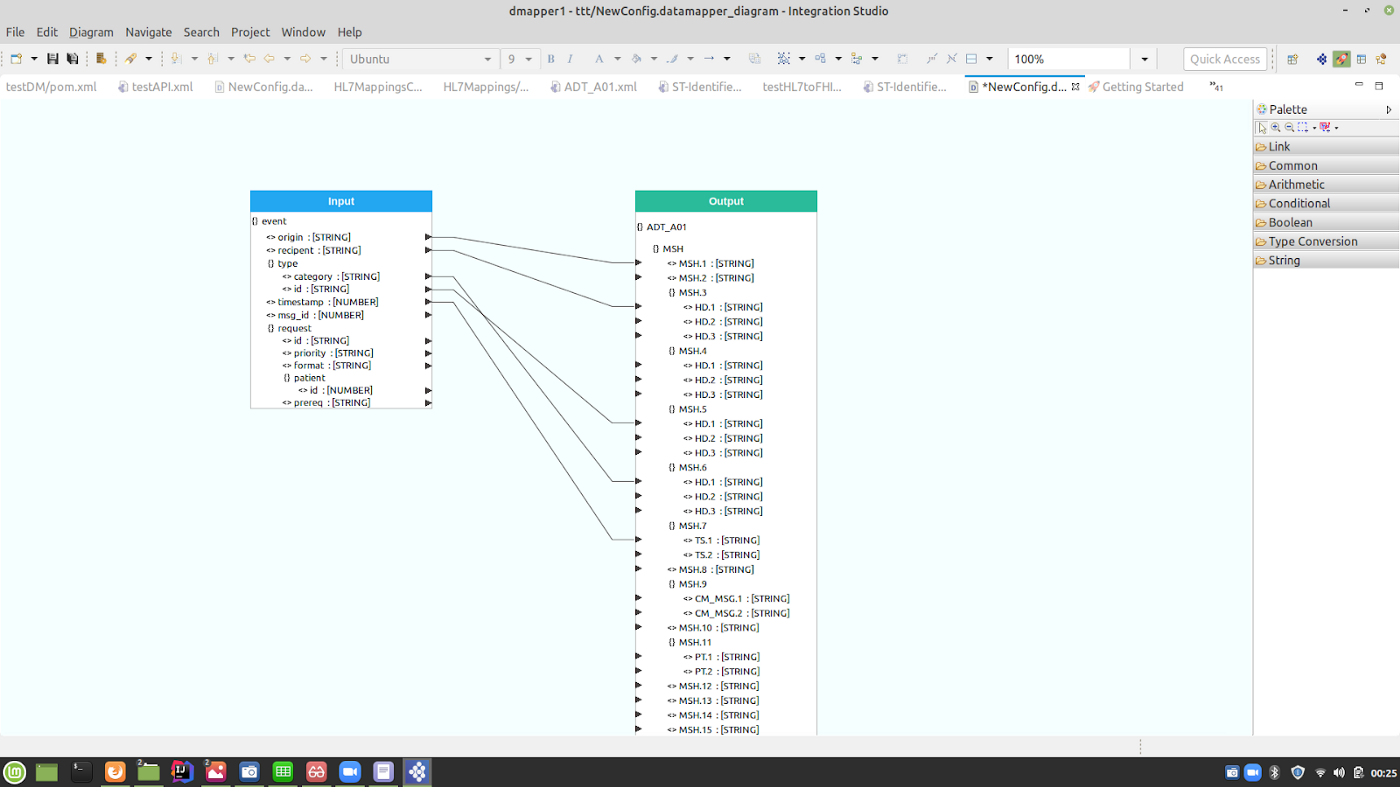 dmapper1 - ttt/NewConfig.datamapper_diagram - Integration Studio
File Edit Diagram Navigate Search Project Window Help
Ubuntu 9 B I A 100% Quick Access
testDM/pom.xml testAPI.xml NewConfig.da... HL7MappingsC... HL7Mappings/... ADT_A01.xml ST-Identifie... testHL7toFHI... ST-Identifie... *NewConfig.d... Getting Started »41
Palette
Link
Common
Arithmetic
Conditional
Boolean
Type Conversion
String
Input
{} event
<> origin : [STRING]
<> recipent : [STRING]
{} type
<> category : [STRING]
<> id : [STRING]
<> timestamp : [NUMBER]
<> msg_id : [NUMBER]
{} request
<> id : [STRING]
<> priority : [STRING]
<> format : [STRING]
{} patient
<> id : [NUMBER]
<> prereq : [STRING]
Output
{} ADT_A01
{} MSH
<> MSH.1 : [STRING]
<> MSH.2 : [STRING]
{} MSH.3
<> HD.1 : [STRING]
<> HD.2 : [STRING]
<> HD.3 : [STRING]
{} MSH.4
<> HD.1 : [STRING]
<> HD.2 : [STRING]
<> HD.3 : [STRING]
{} MSH.5
<> HD.1 : [STRING]
<> HD.2 : [STRING]
<> HD.3 : [STRING]
{} MSH.6
<> HD.1 : [STRING]
<> HD.2 : [STRING]
<> HD.3 : [STRING]
{} MSH.7
<> TS.1 : [STRING]
<> TS.2 : [STRING]
<> MSH.8 : [STRING]
{} MSH.9
<> CM_MSG.1 : [STRING]
<> CM_MSG.2 : [STRING]
<> MSH.10 : [STRING]
{} MSH.11
<> PT.1 : [STRING]
<> PT.2 : [STRING]
<> MSH.12 : [STRING]
<> MSH.13 : [STRING]
<> MSH.14 : [STRING]
<> MSH.15 : [STRING]
2 2 00:25